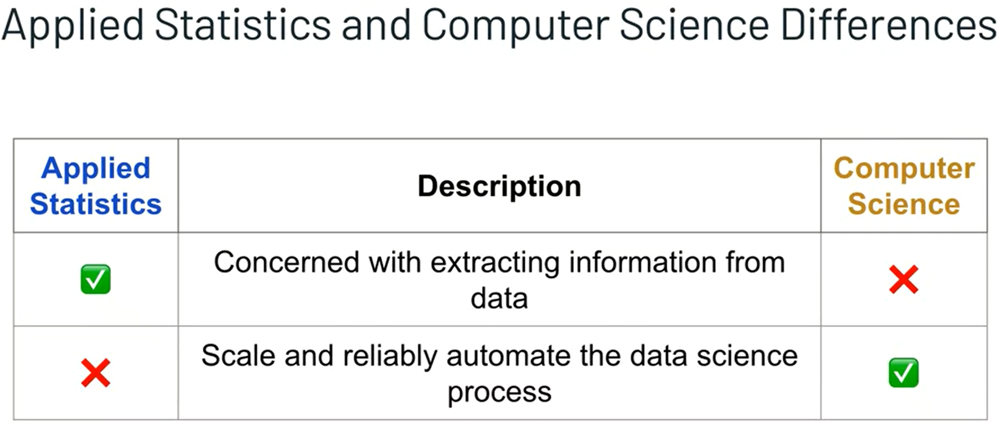 Applied Statistics and Computer Science Differences
Applied
Statistics
Description
Computer
Science
Concerned with extracting information from
data
Scale and reliably automate the data science
process